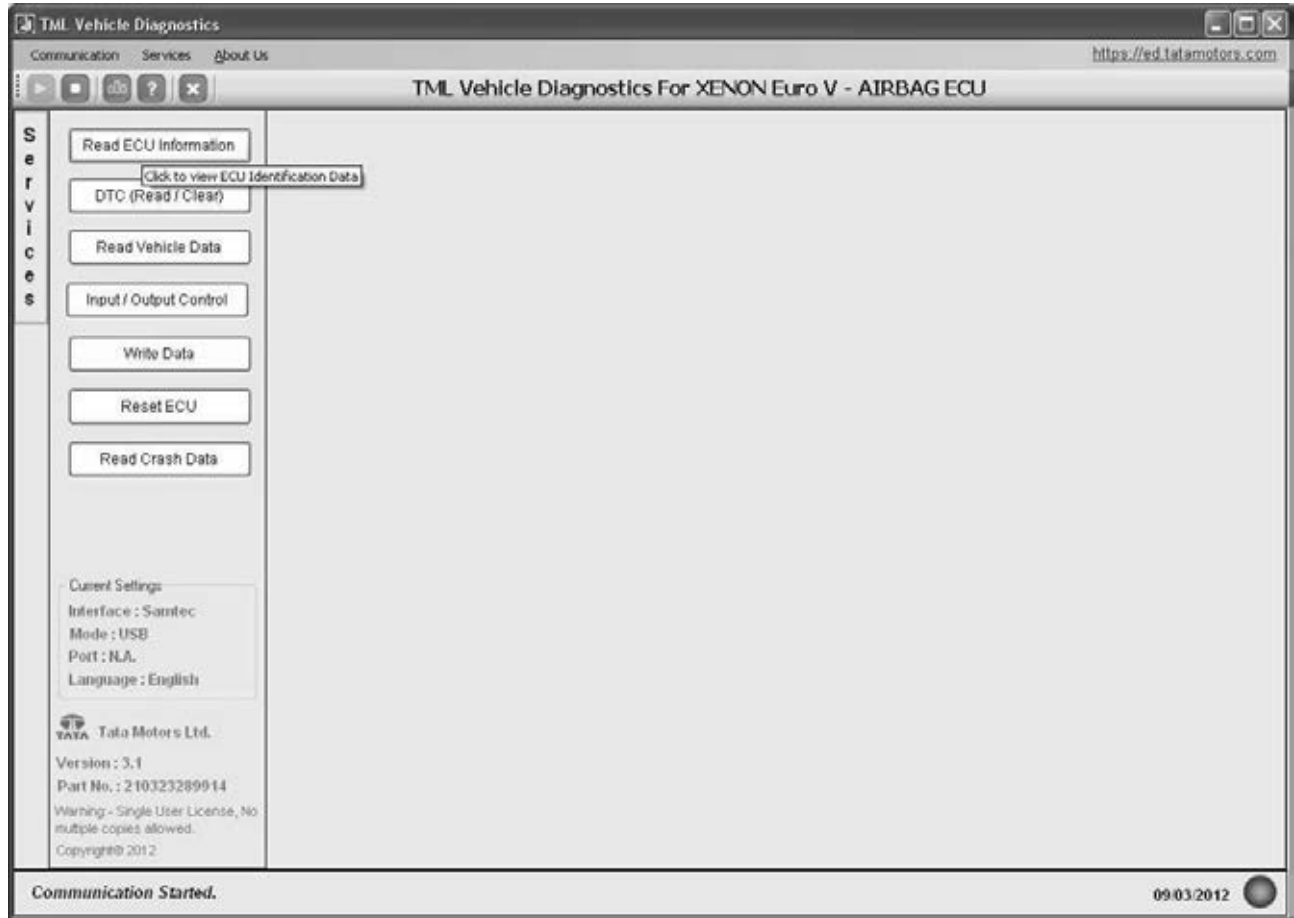 TML Vehicle Diagnostics
Communication Services About Us
https://ed.tatamotors.com
TML Vehicle Diagnostics For XENON Euro V - AIRBAG ECU
Services
Read ECU Information
Click to view ECU Identification Data
DTC (Read / Clear)
Read Vehicle Data
Input / Output Control
Write Data
Reset ECU
Read Crash Data
Current Settings
Interface : Samtec
Mode : USB
Port : N.A.
Language : English
TATA Tata Motors Ltd.
Version : 3.1
Part No. : 210323289914
Warning:- Single User License, No
multiple copies allowed.
Copyright© 2012
Communication Started.
09/03/2012